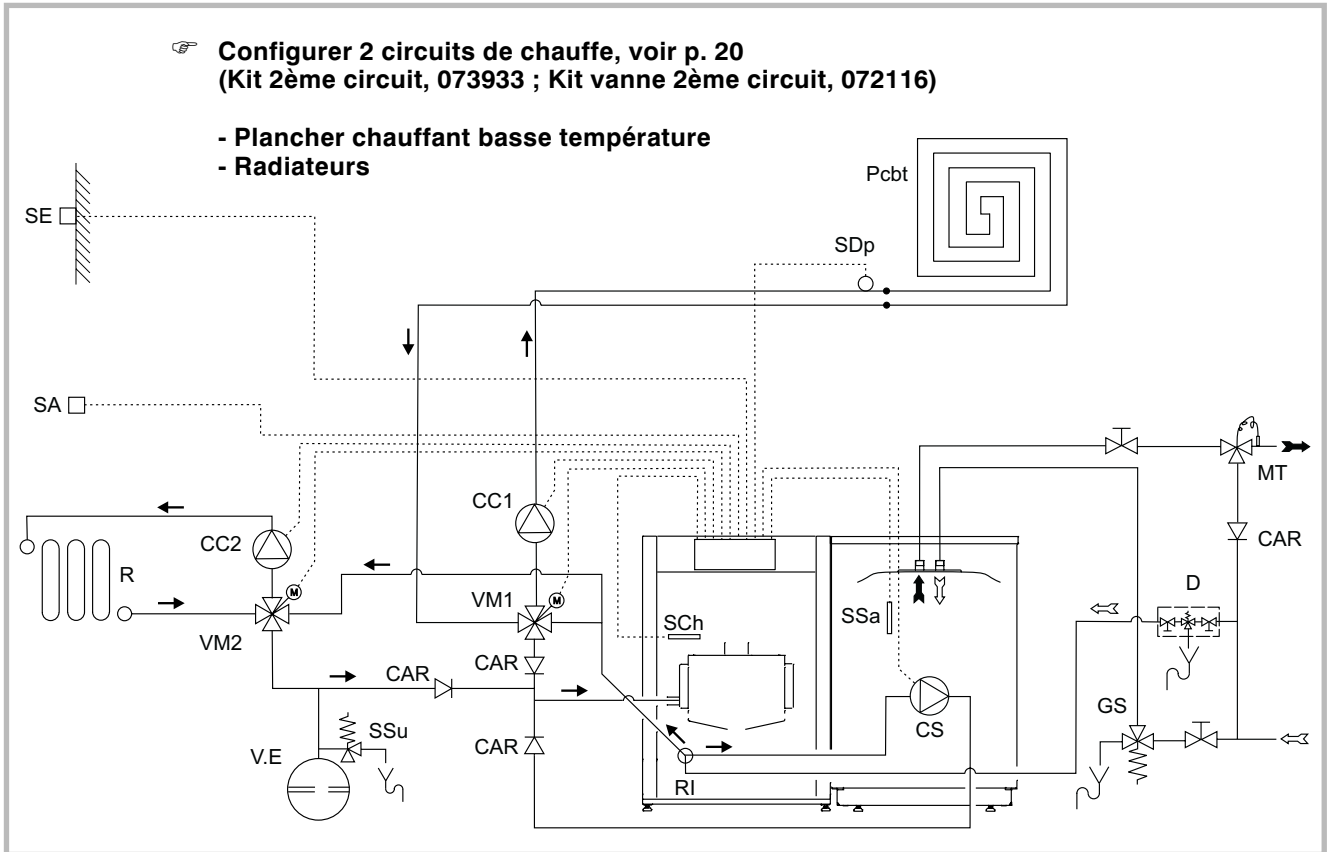 ☞ Configurer 2 circuits de chauffe, voir p. 20
(Kit 2ème circuit, 073933 ; Kit vanne 2ème circuit, 072116)
- Plancher chauffant basse température
- Radiateurs
Pcbt
SE
SDp
SA
MT
CC1
CC2
CAR
R
M
VM1
M
D
SCh
SSa
VM2
CAR
CAR
GS
SSu
CS
CAR
V.E
RI